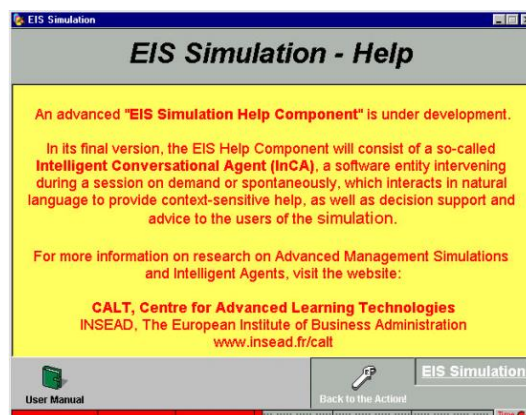 EIS Simulation
EIS Simulation - Help
An advanced "EIS Simulation Help Component" is under development.
In its final version, the EIS Help Component will consist of a so-called
Intelligent Conversational Agent (InCA), a software entity intervening
during a session on demand or spontaneously, which interacts in natural
language to provide context-sensitive help, as well as decision support and
advice to the users of the simulation.
For more information on research on Advanced Management Simulations
and Intelligent Agents, visit the website:
CALT, Centre for Advanced Learning Technologies
INSEAD, The European Institute of Business Administration
www.insead.fr/calt
User Manual
Back to the Action!
EIS Simulation